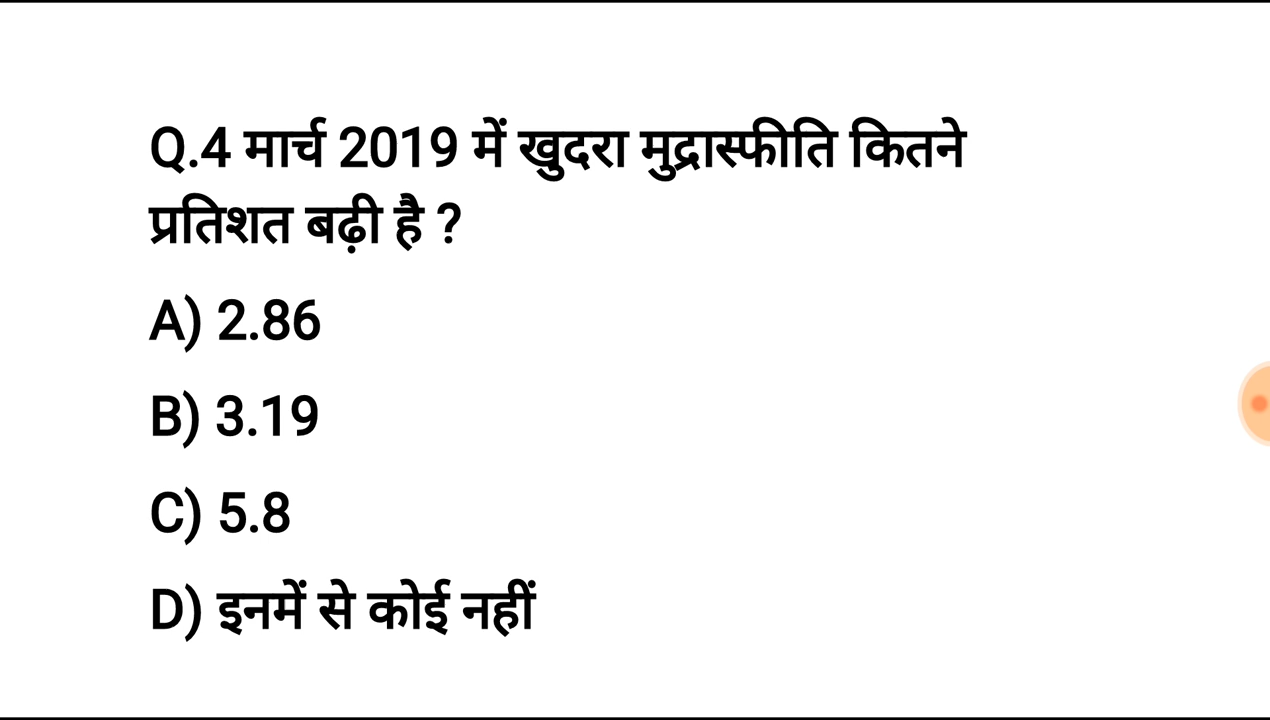 Q.4 मार्च 2019 में खुदरा मुद्रास्फीति कितने
प्रतिशत बढ़ी है ?
A) 2.86
B) 3.19
C) 5.8
D) इनमें से कोई नहीं